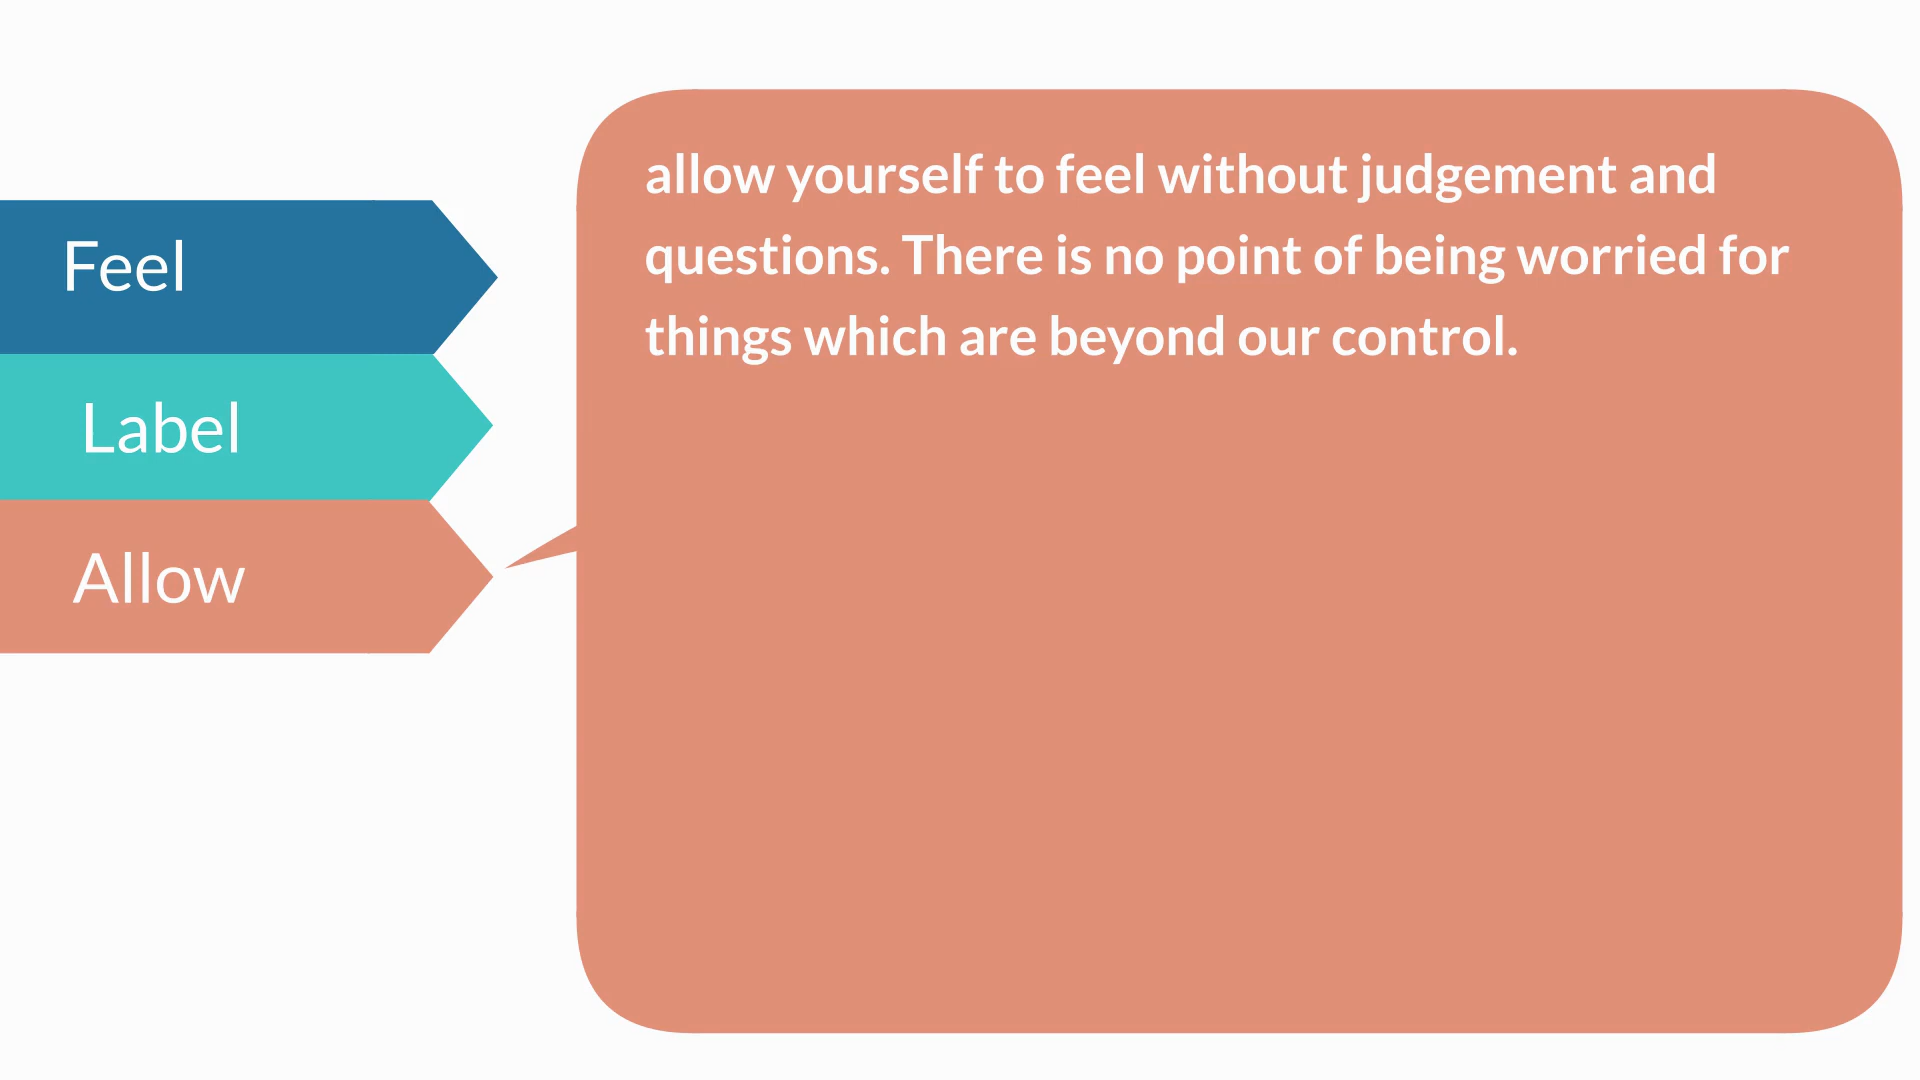 Feel
Label
Allow
allow yourself to feel without judgement and
questions. There is no point of being worried for
things which are beyond our control.